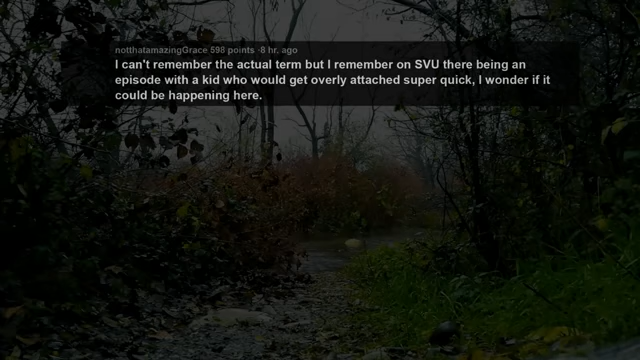 notthatamazingGrace 598 points ·8 hr. ago
I can't remember the actual term but I remember on SVU there being an
episode with a kid who would get overly attached super quick, I wonder if it
could be happening here.